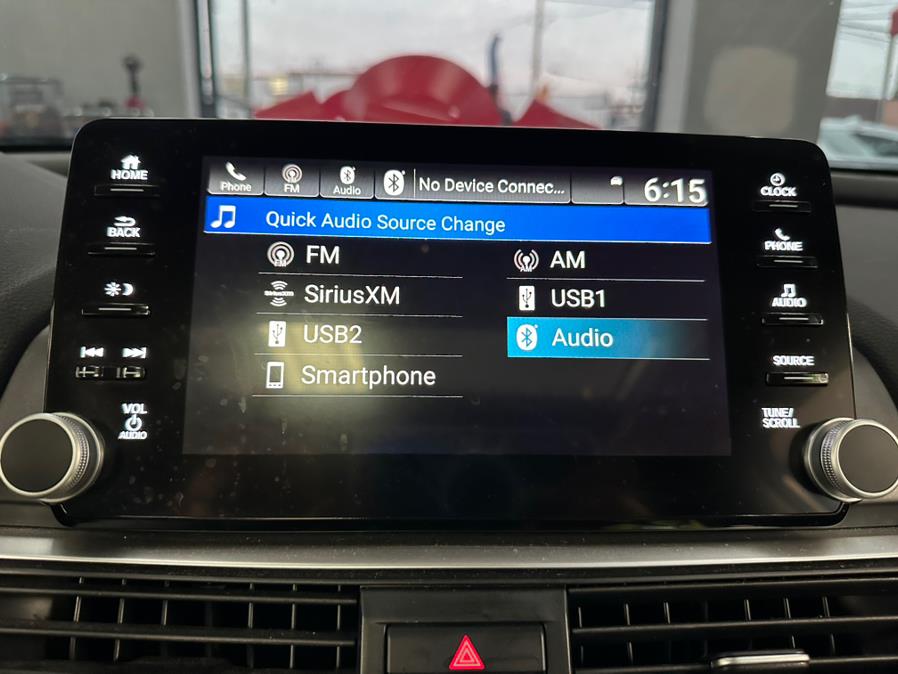 HOME
BACK
VOL
AUDIO
Phone
FM
Audio
No Device Connec...
6:15
Quick Audio Source Change
FM
AM
SiriusXM
USB1
USB2
Audio
Smartphone
CLOCK
PHONE
AUDIO
SOURCE
TUNE/
SCROLL